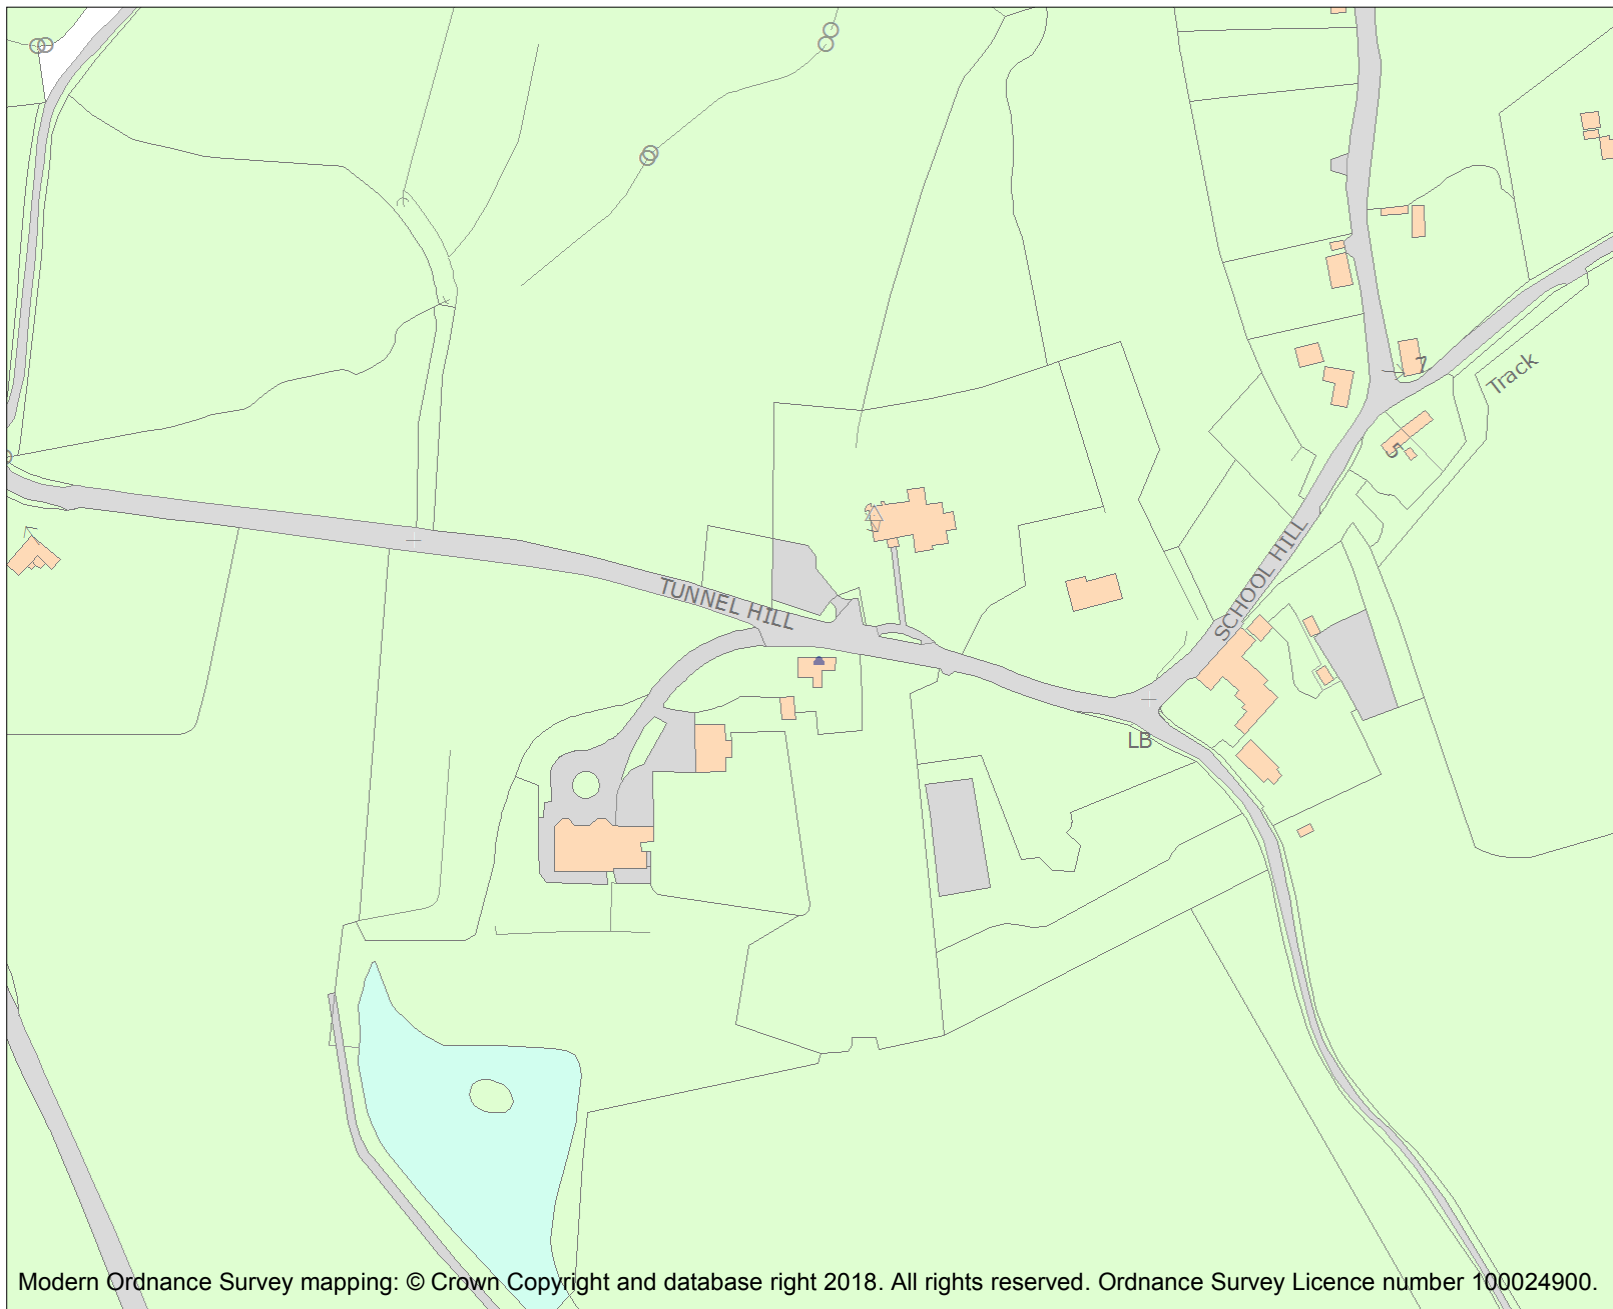 7
Track
5
SCHOOL HILL
TUNNEL HILL
LB
Modern Ordnance Survey mapping: © Crown Copyright and database right 2018. All rights reserved. Ordnance Survey Licence number 100024900.